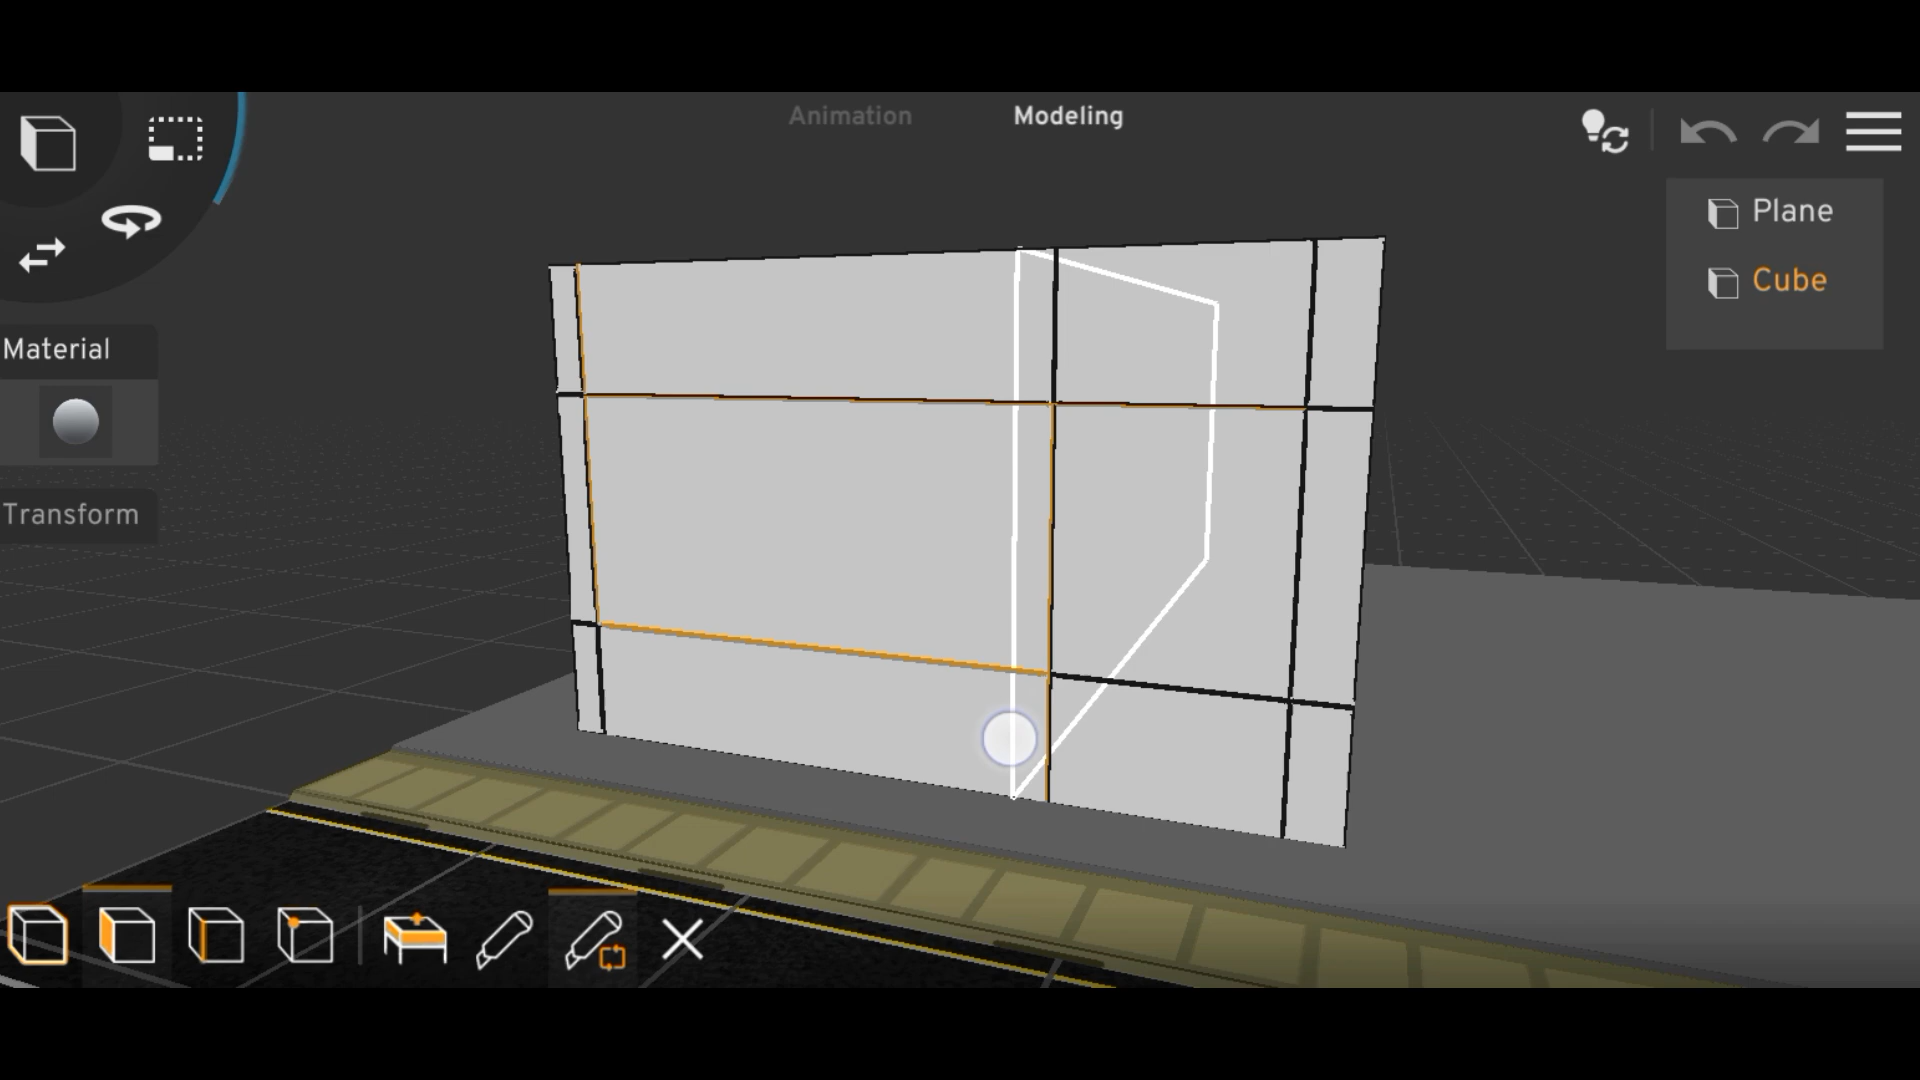 Animation
Modeling
Plane
Cube
Material
Transform